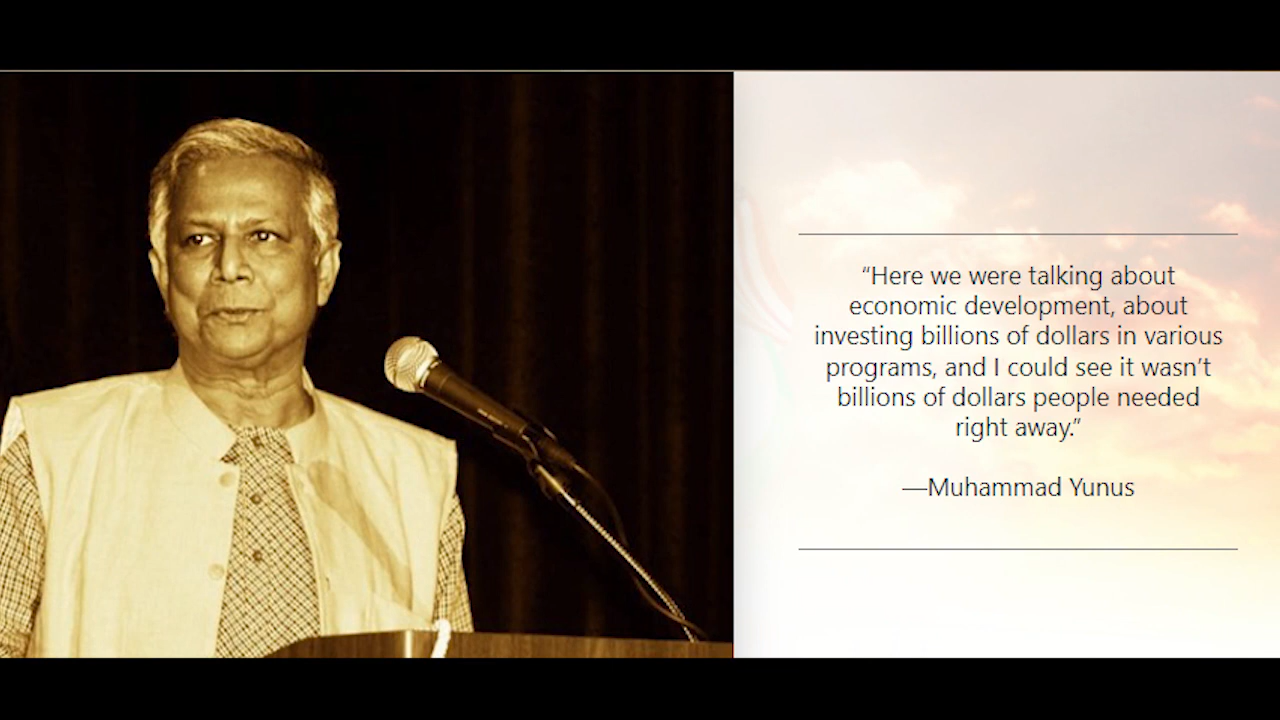 “Here we were talking about
economic development, about
investing billions of dollars in various
programs, and I could see it wasn’t
billions of dollars people needed
right away.”
—Muhammad Yunus